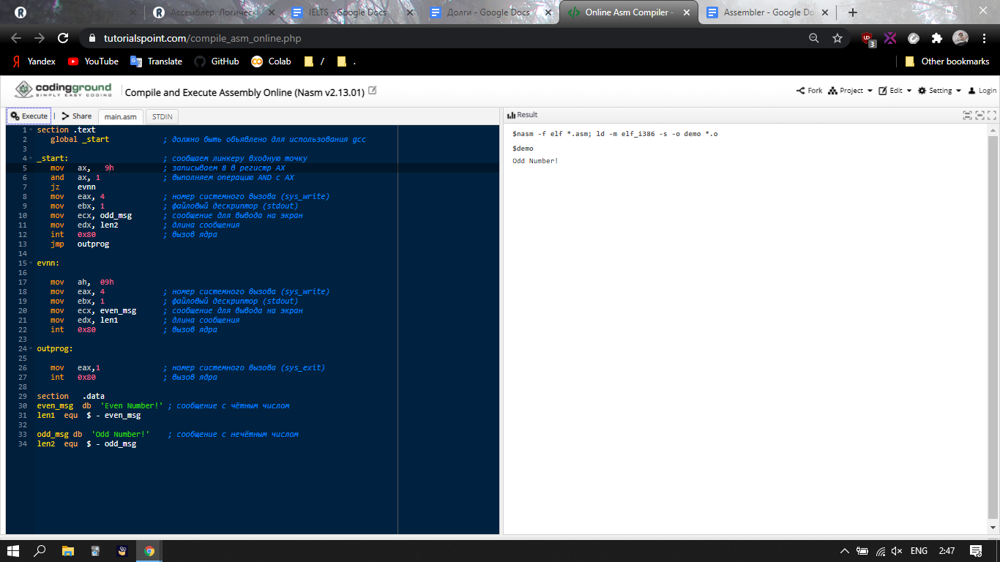 Ассемблер. Логическ
IELTS - Google Docs
Долги - Google Docs
Online Asm Compiler -
Assembler - Google Do
tutorialspoint.com/compile_asm_online.php
3
Yandex YouTube Translate GitHub Colab / . Other bookmarks
codingground
SIMPLY EASY CODING
Compile and Execute Assembly Online (Nasm v2.13.01)
Fork Project Edit Setting Login
Execute | Share main.asm STDIN
Result
1 section .text
2 global _start ; должно быть объявлено для использования gcc
3
4 _start: ; сообщаем линкеру входную точку
5 mov ax, 9h ; записываем 8 в регистр AX
6 and ax, 1 ; выполняем операцию AND с AX
7 jz evnn
8 mov eax, 4 ; номер системного вызова (sys_write)
9 mov ebx, 1 ; файловый дескриптор (stdout)
10 mov ecx, odd_msg ; сообщение для вывода на экран
11 mov edx, len2 ; длина сообщения
12 int 0x80 ; вызов ядра
13 jmp outprog
14
15 evnn:
16
17 mov ah, 09h
18 mov eax, 4 ; номер системного вызова (sys_write)
19 mov ebx, 1 ; файловый дескриптор (stdout)
20 mov ecx, even_msg ; сообщение для вывода на экран
21 mov edx, len1 ; длина сообщения
22 int 0x80 ; вызов ядра
23
24 outprog:
25
26 mov eax,1 ; номер системного вызова (sys_exit)
27 int 0x80 ; вызов ядра
28
29 section .data
30 even_msg db 'Even Number!' ; сообщение с чётным числом
31 len1 equ $ - even_msg
32
33 odd_msg db 'Odd Number!' ; сообщение с нечётным числом
34 len2 equ $ - odd_msg
$nasm -f elf *.asm; ld -m elf_i386 -s -o demo *.o
$demo
Odd Number!
ENG 2:47